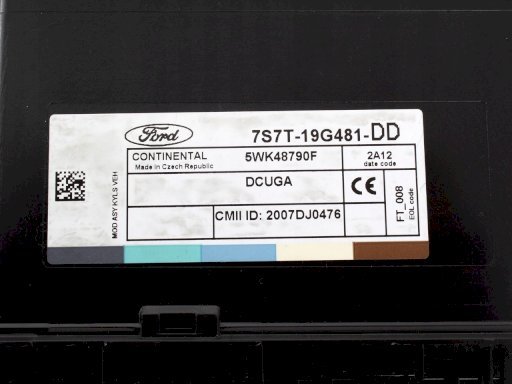 Ford 7S7T-19G481-DD
CONTINENTAL 5WK48790F 2A12
Made in Czech Republic date code
DCUGA
CE
CMII ID: 2007DJ0476
MOD ASY KYLS VEH
FT_008
EOL code